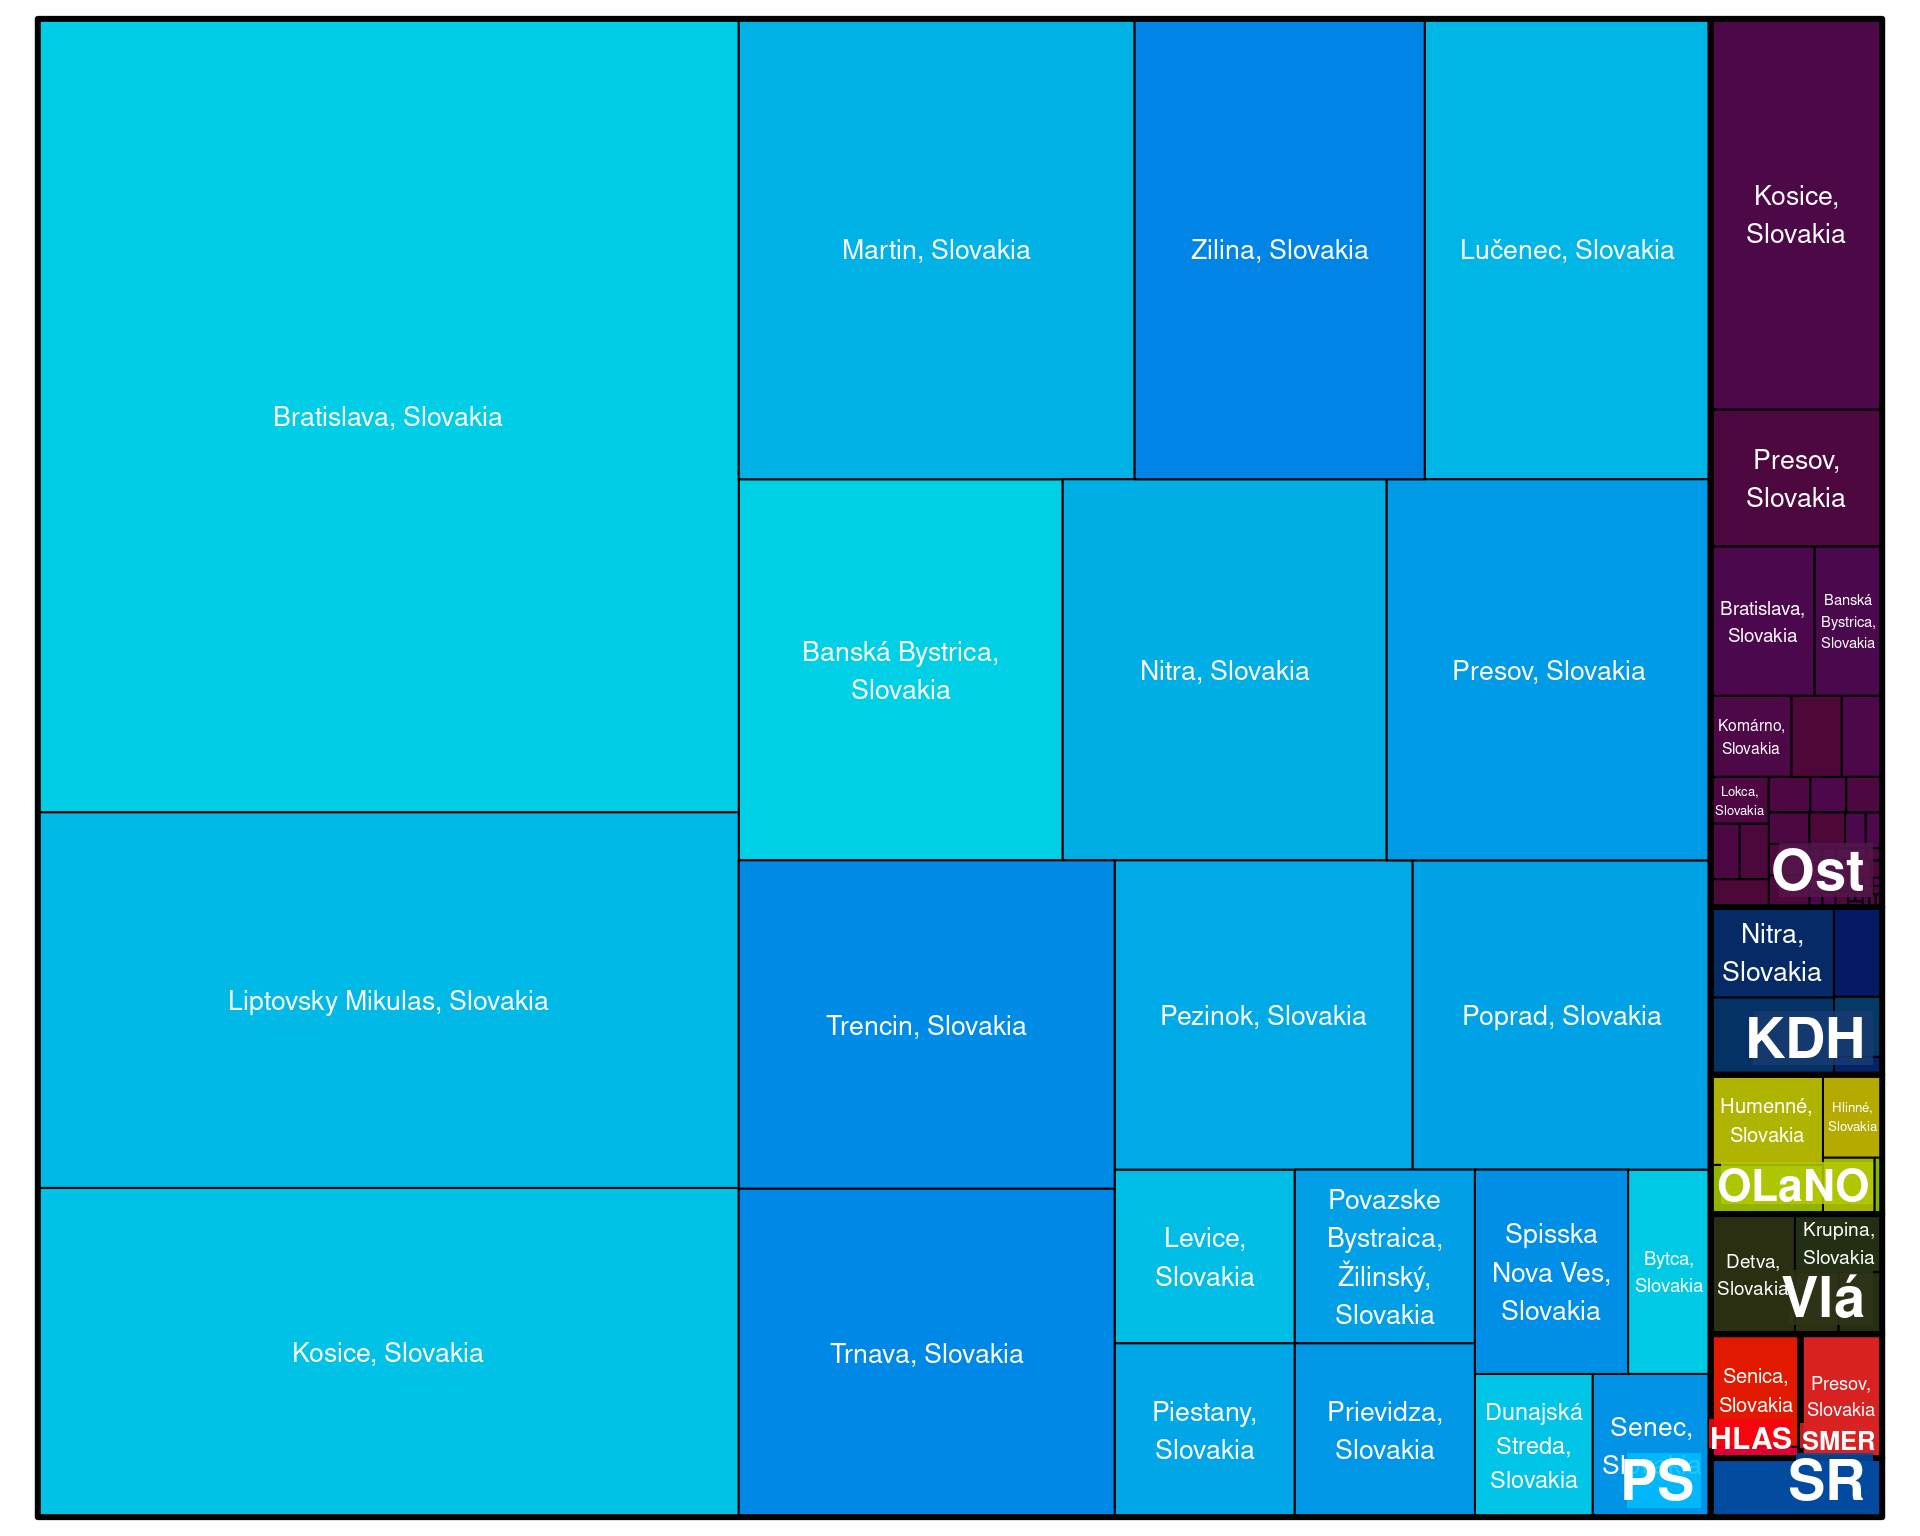 Bratislava, Slovakia
Liptovsky Mikulas, Slovakia
Kosice, Slovakia
Martin, Slovakia
Zilina, Slovakia
Lučenec, Slovakia
Banská Bystrica,
Slovakia
Nitra, Slovakia
Presov, Slovakia
Trencin, Slovakia
Trnava, Slovakia
Pezinok, Slovakia
Poprad, Slovakia
Levice,
Slovakia
Povazske
Bystraica,
Žilinský,
Slovakia
Spisska
Nova Ves,
Slovakia
Bytca,
Slovakia
Piestany,
Slovakia
Prievidza,
Slovakia
Dunajská
Streda,
Slovakia
Senec,
Slovakia
PS
Kosice,
Slovakia
Presov,
Slovakia
Bratislava,
Slovakia
Banská
Bystrica,
Slovakia
Komárno,
Slovakia
Lokca,
Slovakia
Ost
Nitra,
Slovakia
KDH
Humenné,
Slovakia
Hlinné,
Slovakia
OLaNO
Detva,
Slovakia
Krupina,
Slovakia
Vlá
Senica,
Slovakia
HLAS
Presov,
Slovakia
SMER
SR